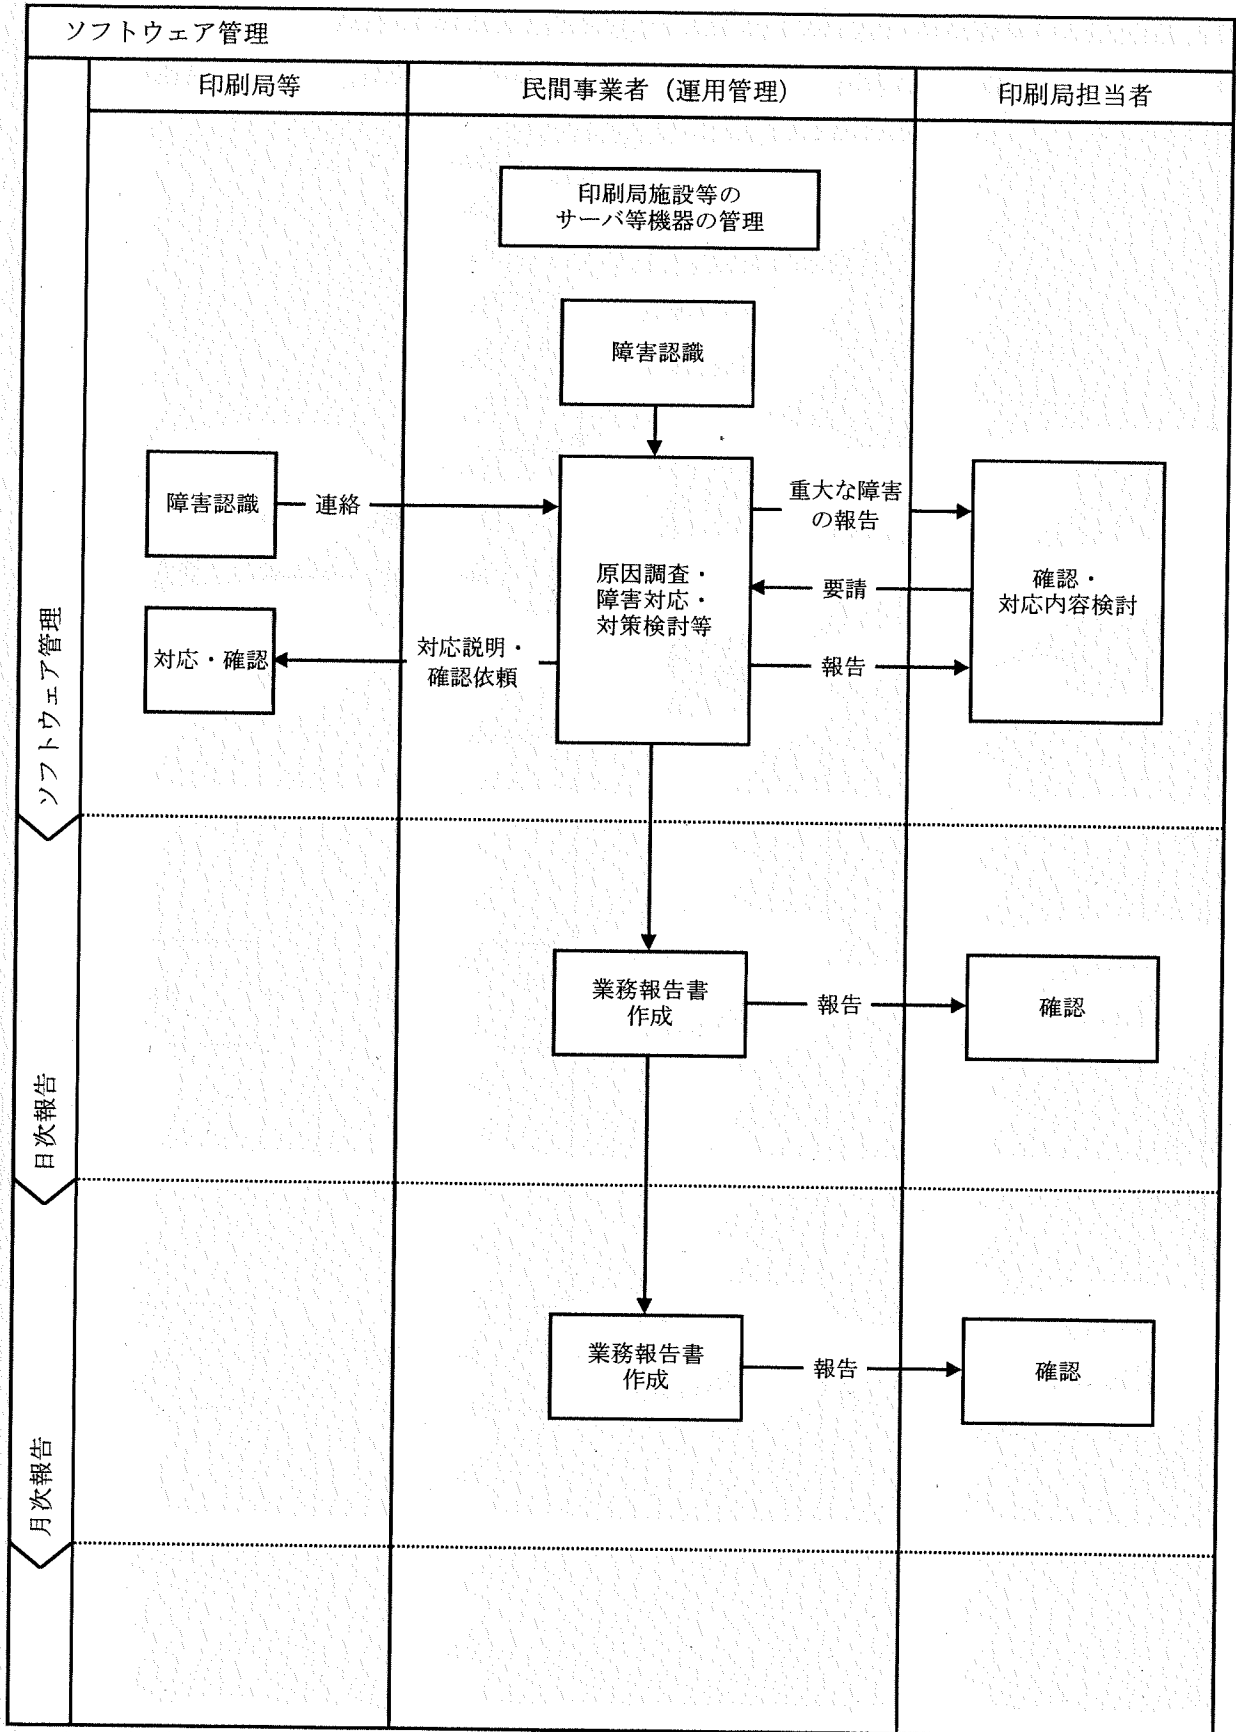 ソフトウェア管理
印刷局等
民間事業者（運用管理）
印刷局担当者
印刷局施設等の
サーバ等機器の管理
障害認識
障害認識
連絡
重大な障害
の報告
原因調査・
障害対応・
対策検討等
要請
確認・
対応内容検討
対応・確認
対応説明・
確認依頼
報告
ソフトウェア管理
業務報告書
作成
報告
確認
日次報告
業務報告書
作成
報告
確認
月次報告